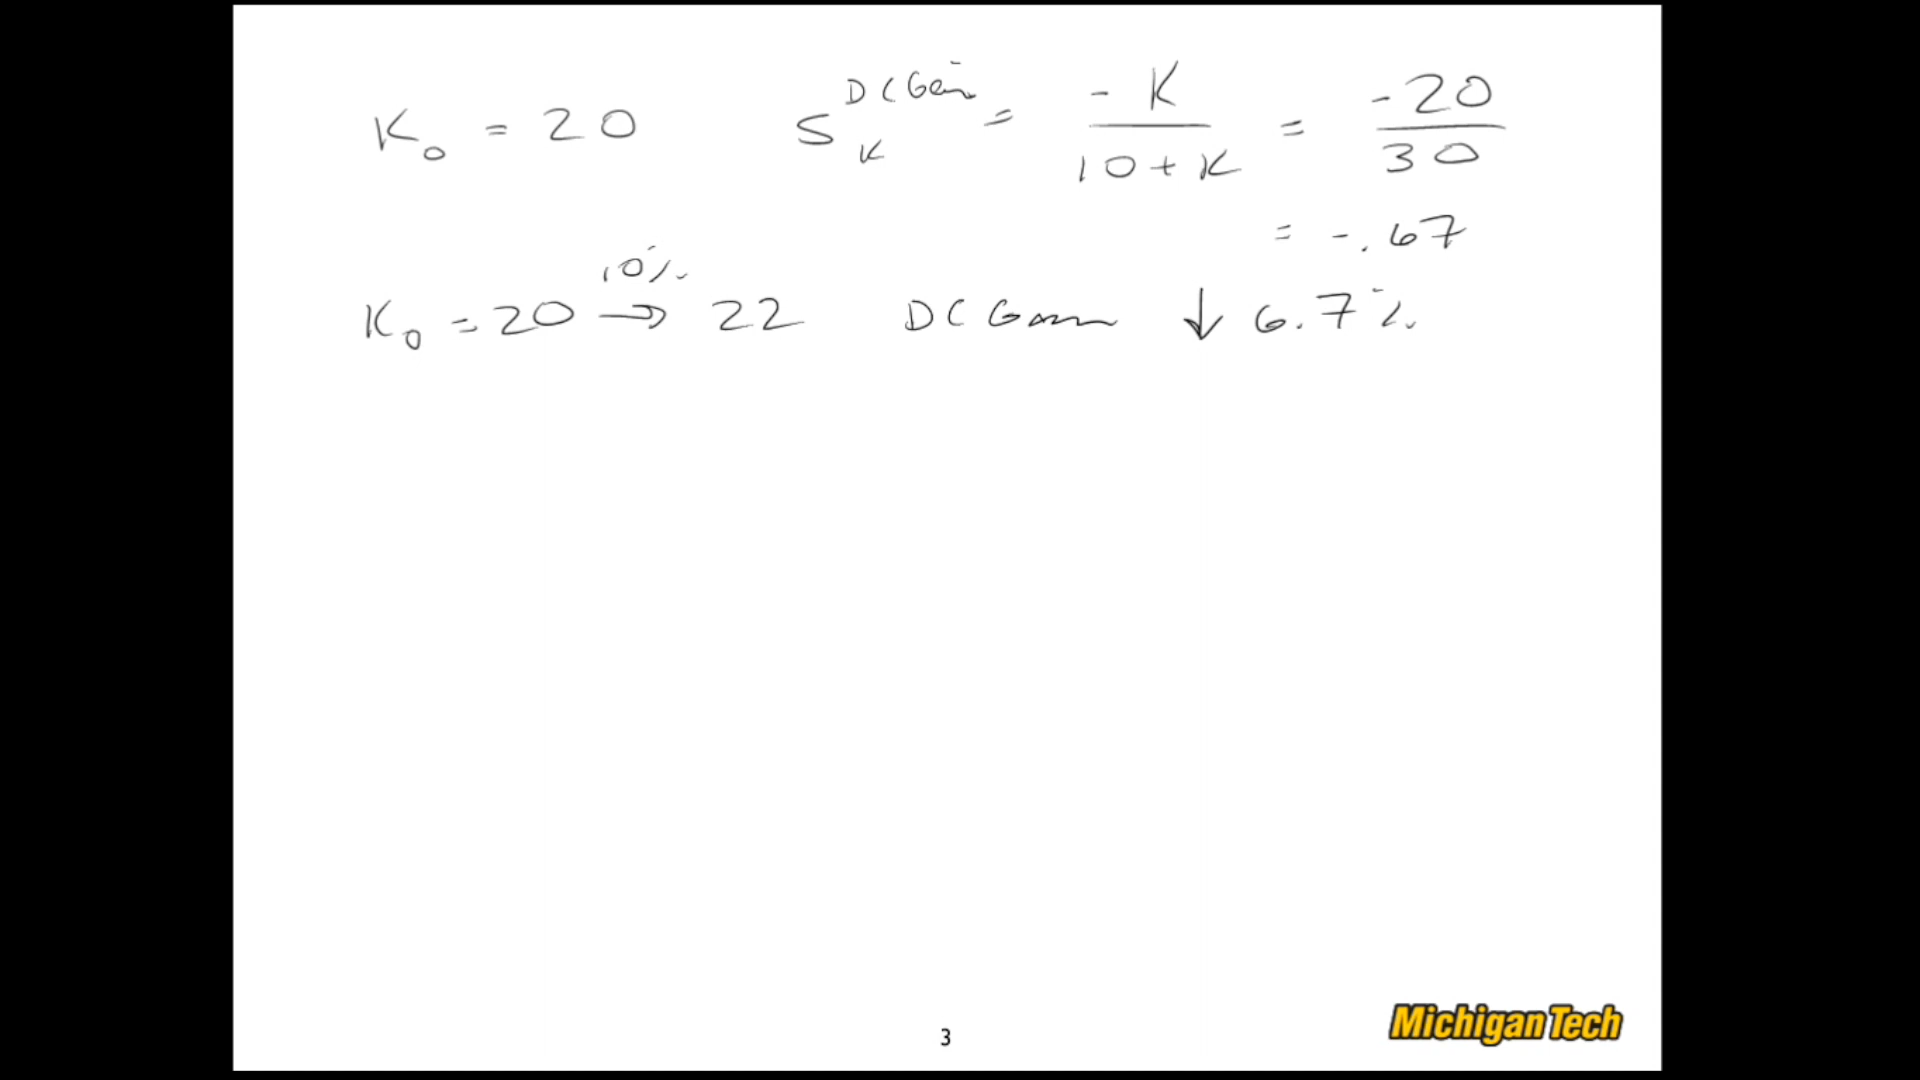 K₀ = 20 S_K^{DC Gain} = -K / (10 + K) = -20 / 30
= -.67
K₀ = 20 →^{10%} 22 DC Gain ↓ 6.7%
3
Michigan Tech